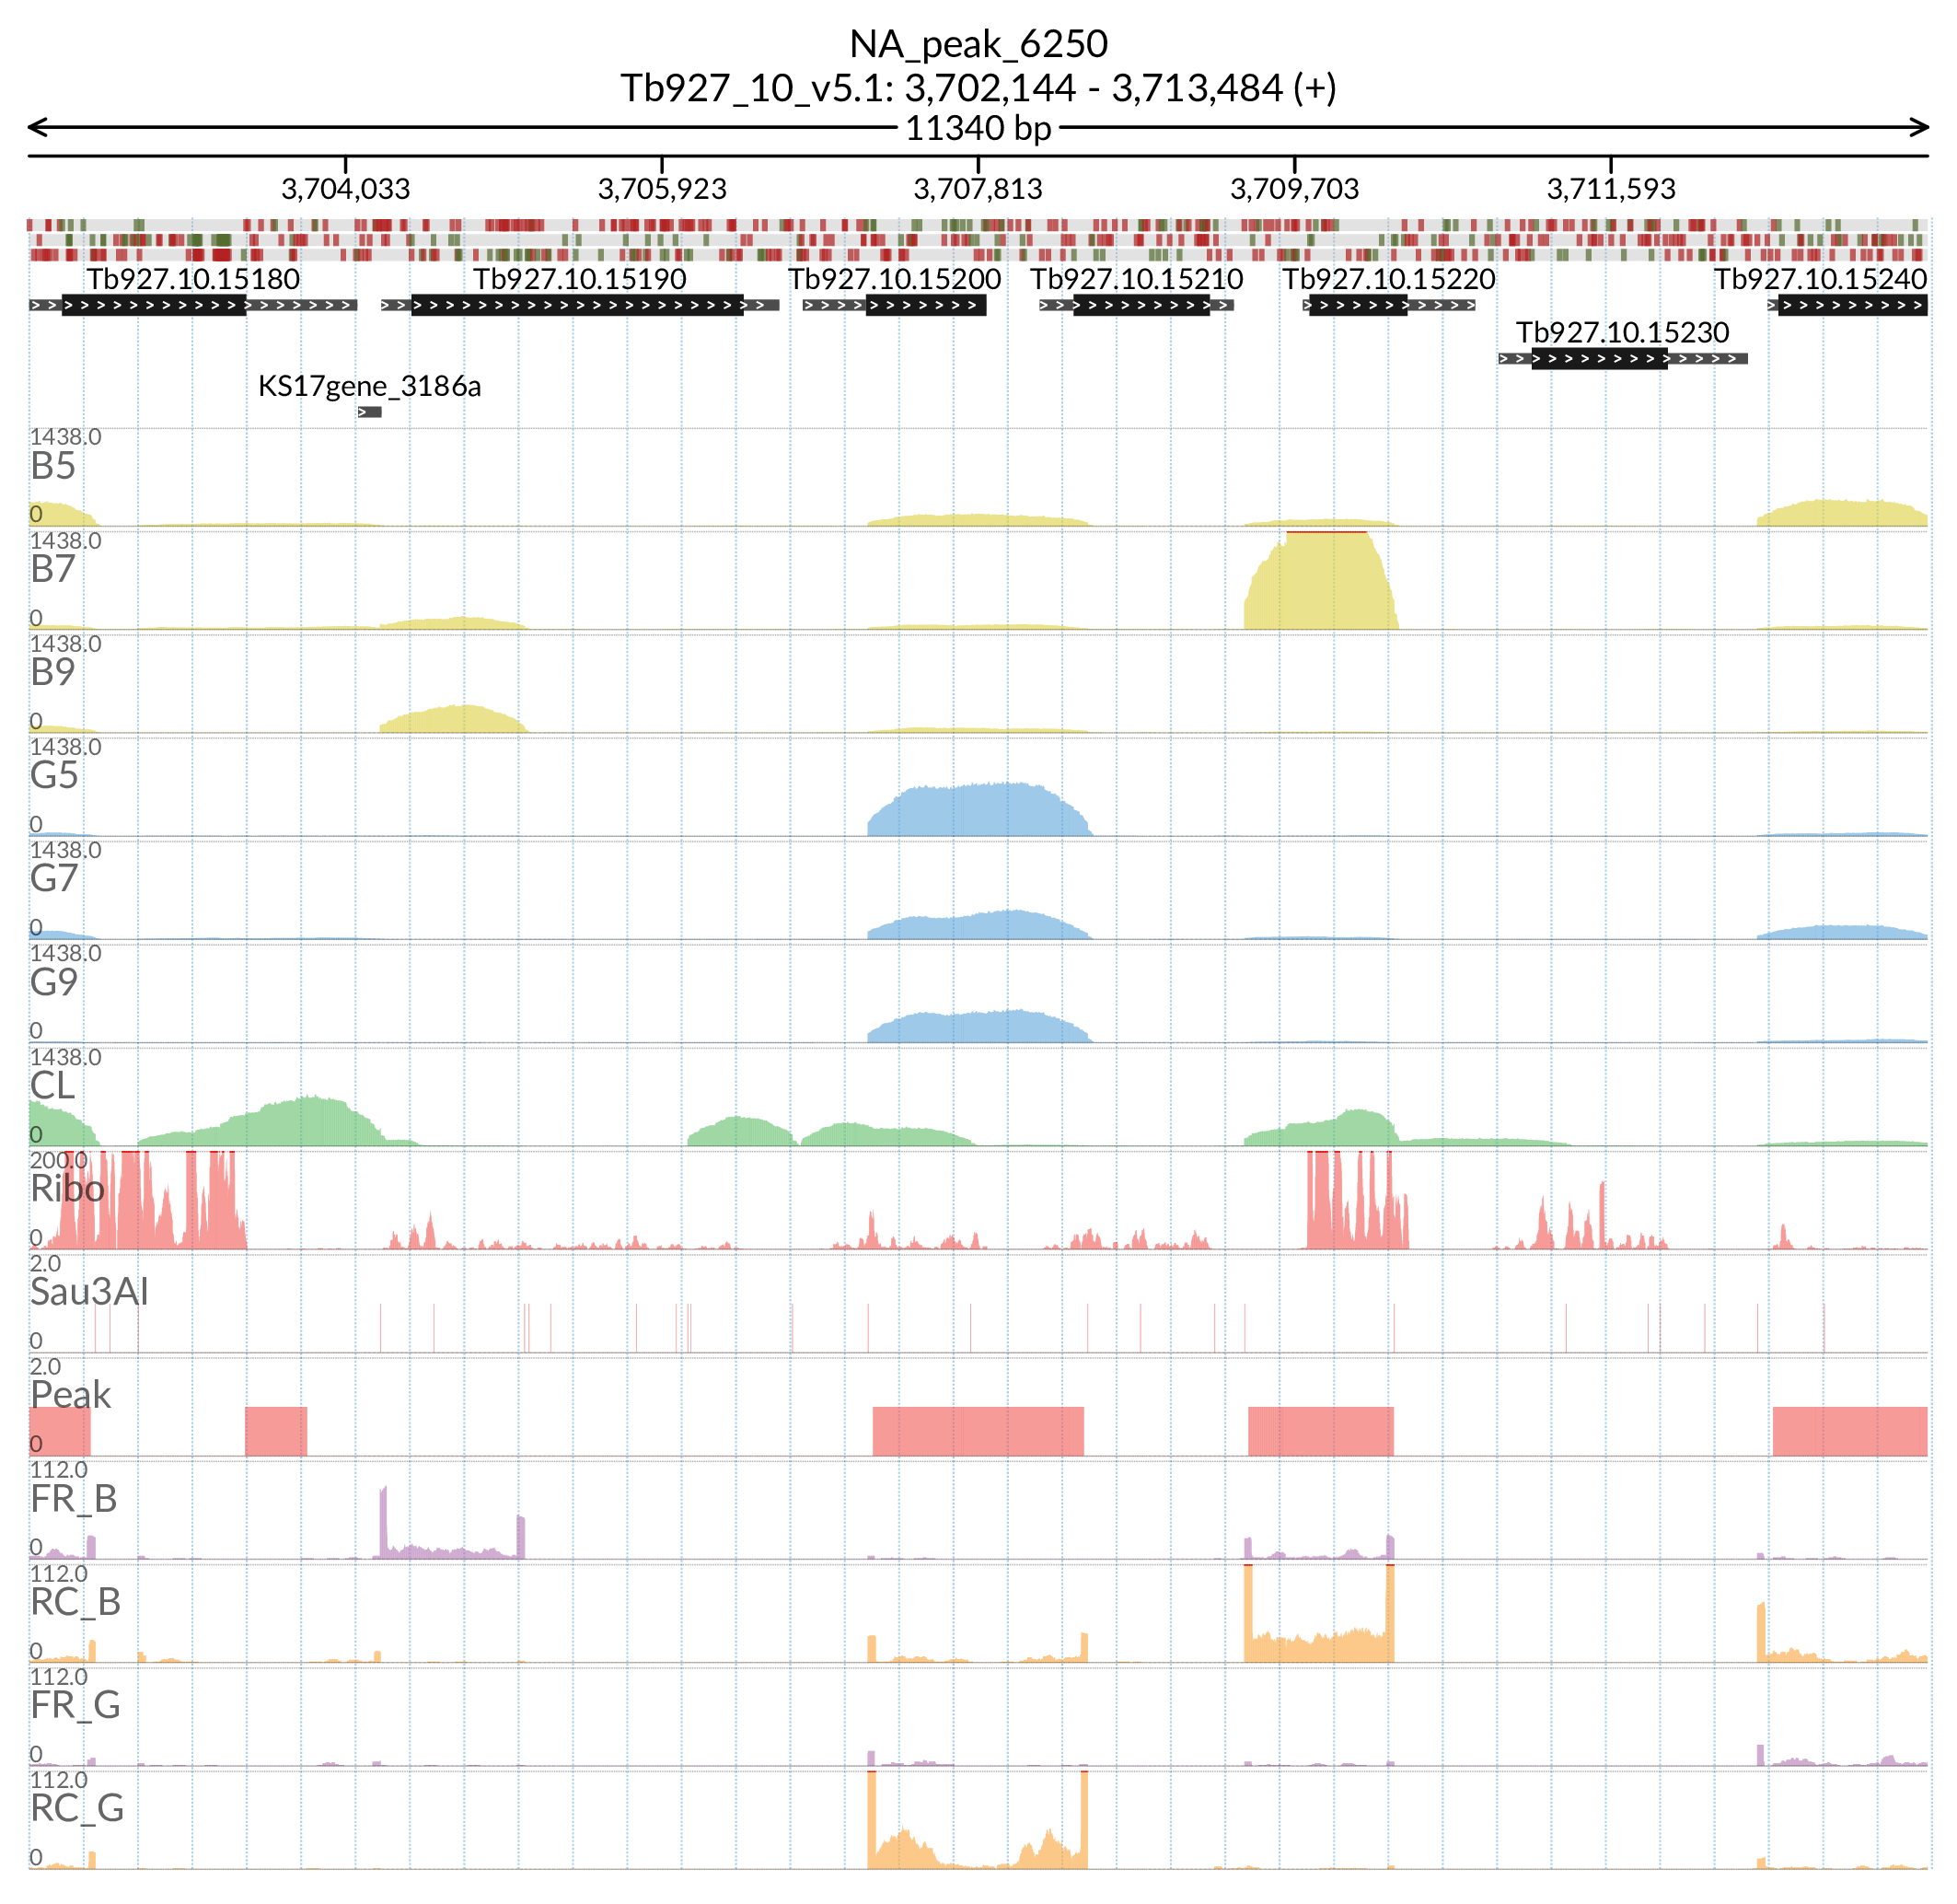 NA_peak_6250
Tb927_10_v5.1: 3,702,144 - 3,713,484 (+)
11340 bp
3,704,033 3,705,923 3,707,813 3,709,703 3,711,593
Tb927.10.15180 Tb927.10.15190 Tb927.10.15200 Tb927.10.15210 Tb927.10.15220 Tb927.10.15240
Tb927.10.15230
KS17gene_3186a
1438.0
B5
0
1438.0
B7
0
1438.0
B9
0
1438.0
G5
0
1438.0
G7
0
1438.0
G9
0
1438.0
CL
0
200.0
Ribo
0
2.0
Sau3AI
0
2.0
Peak
0
112.0
FR_B
0
112.0
RC_B
0
112.0
FR_G
0
112.0
RC_G
0